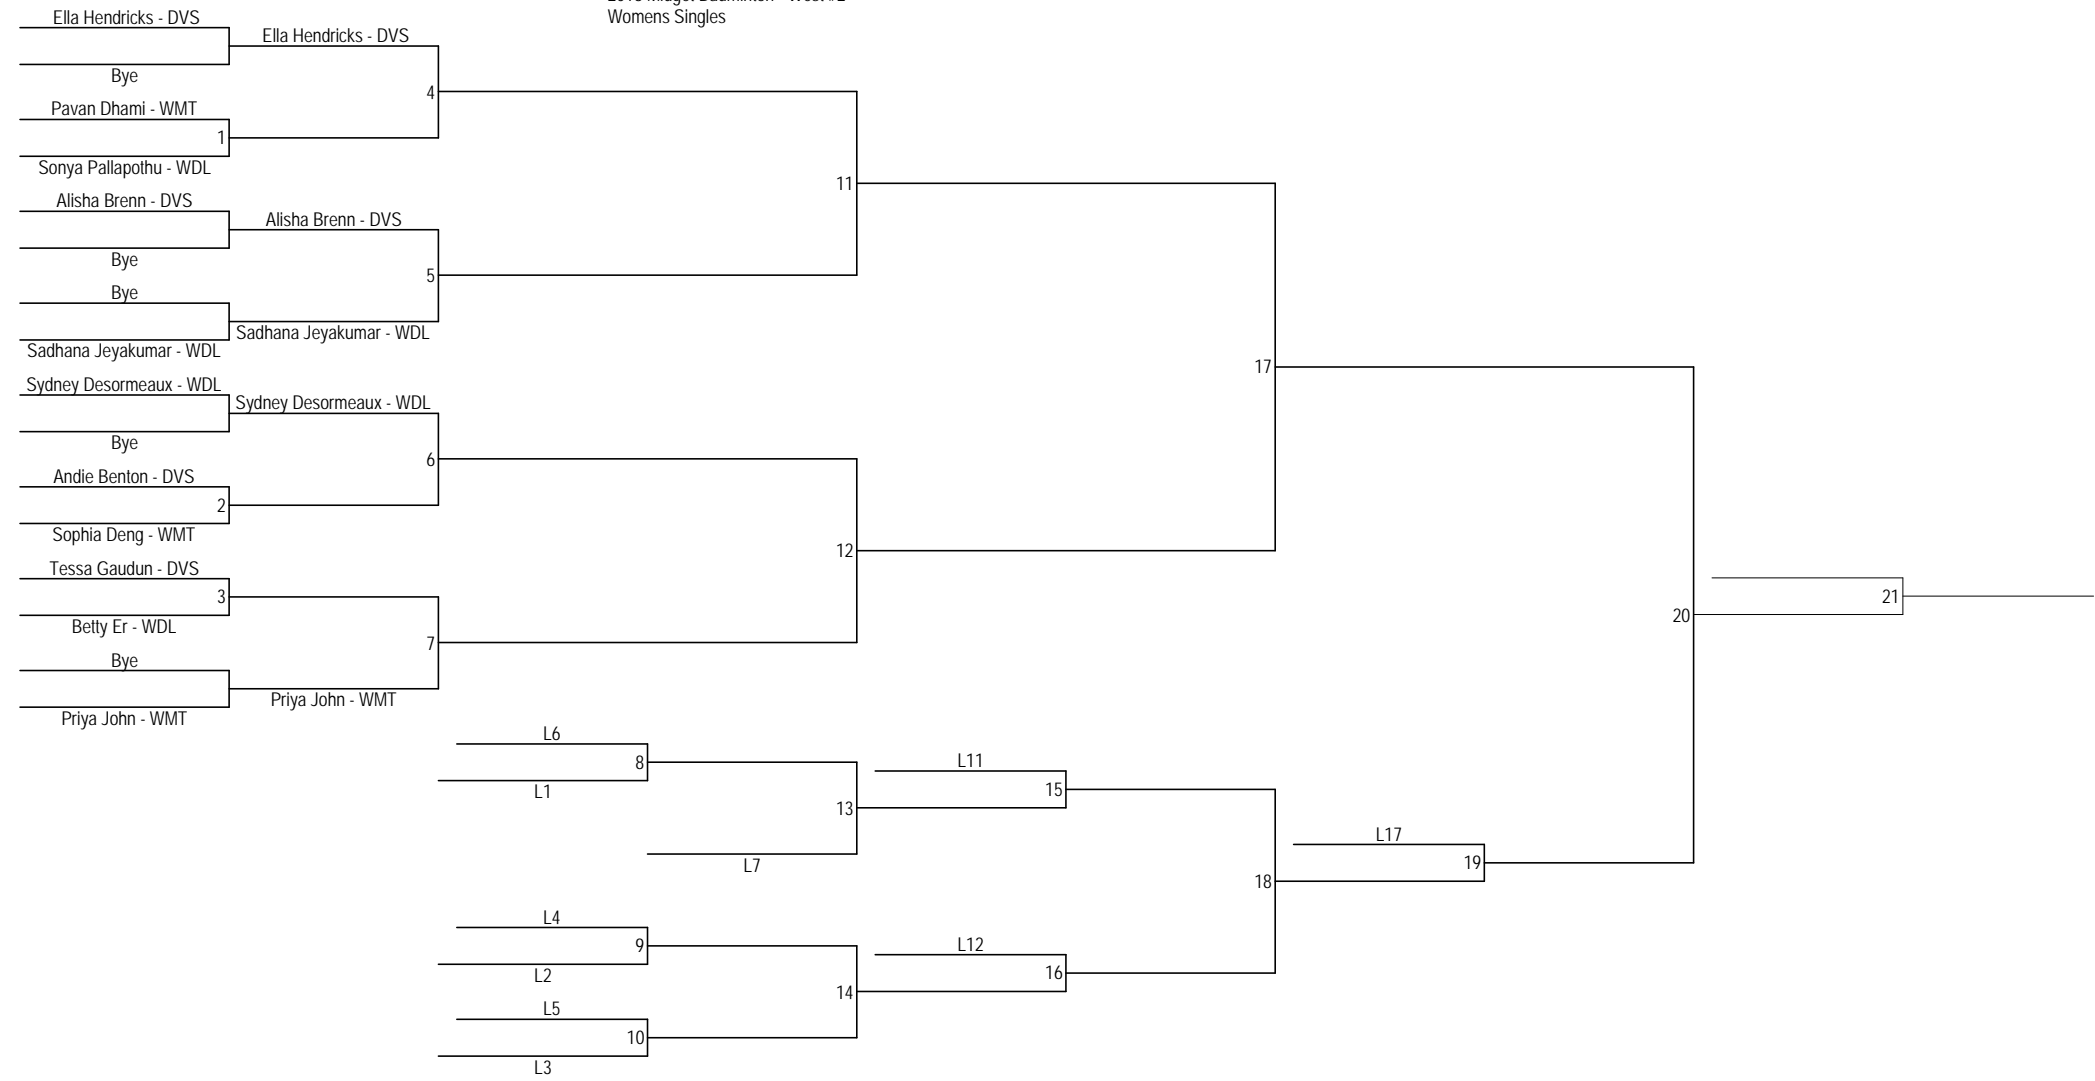 Womens Singles
Ella Hendricks - DVS
Ella Hendricks - DVS
Bye
4
Pavan Dhami - WMT
1
Sonya Pallapothu - WDL
11
Alisha Brenn - DVS
Alisha Brenn - DVS
Bye
5
Bye
Sadhana Jeyakumar - WDL
Sadhana Jeyakumar - WDL
17
Sydney Desormeaux - WDL
Sydney Desormeaux - WDL
Bye
6
Andie Benton - DVS
2
Sophia Deng - WMT
12
Tessa Gaudun - DVS
3
21
20
Betty Er - WDL
7
Bye
Priya John - WMT
Priya John - WMT
L6
8
L11
L1
15
13
L17
L7
19
18
L4
9
L12
L2
16
14
L5
10
L3